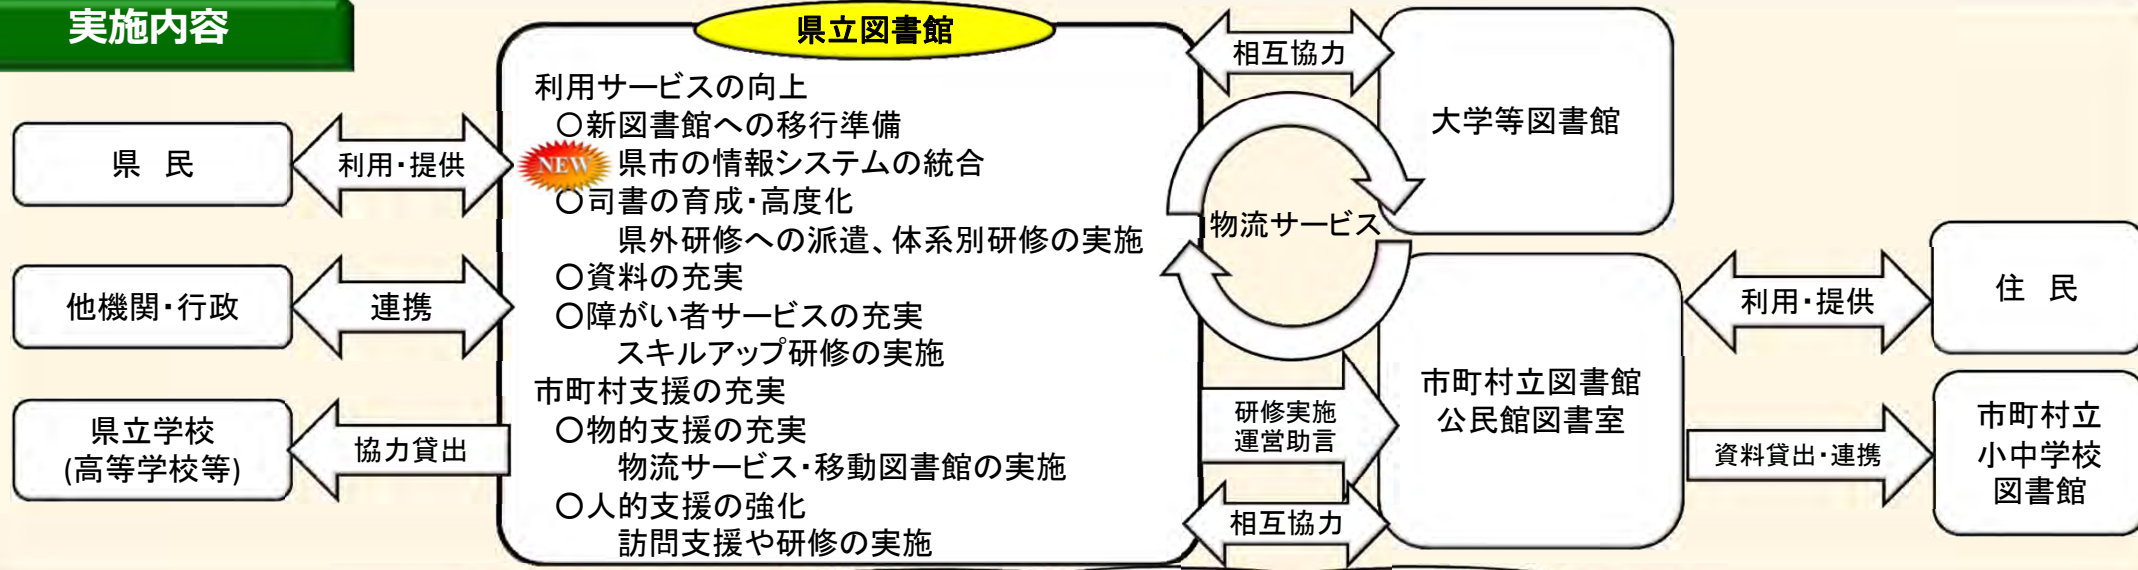 実施内容
県立図書館
利用サービスの向上
○新図書館への移行準備
NEW 県市の情報システムの統合
○司書の育成・高度化
県外研修への派遣、体系別研修の実施
○資料の充実
○障がい者サービスの充実
スキルアップ研修の実施
市町村支援の充実
○物的支援の充実
物流サービス・移動図書館の実施
○人的支援の強化
訪問支援や研修の実施
県 民
利用・提供
他機関・行政
連携
県立学校
(高等学校等)
協力貸出
相互協力
大学等図書館
物流サービス
研修実施
運営助言
相互協力
市町村立図書館
公民館図書室
利用・提供
住 民
資料貸出・連携
市町村立
小中学校
図書館